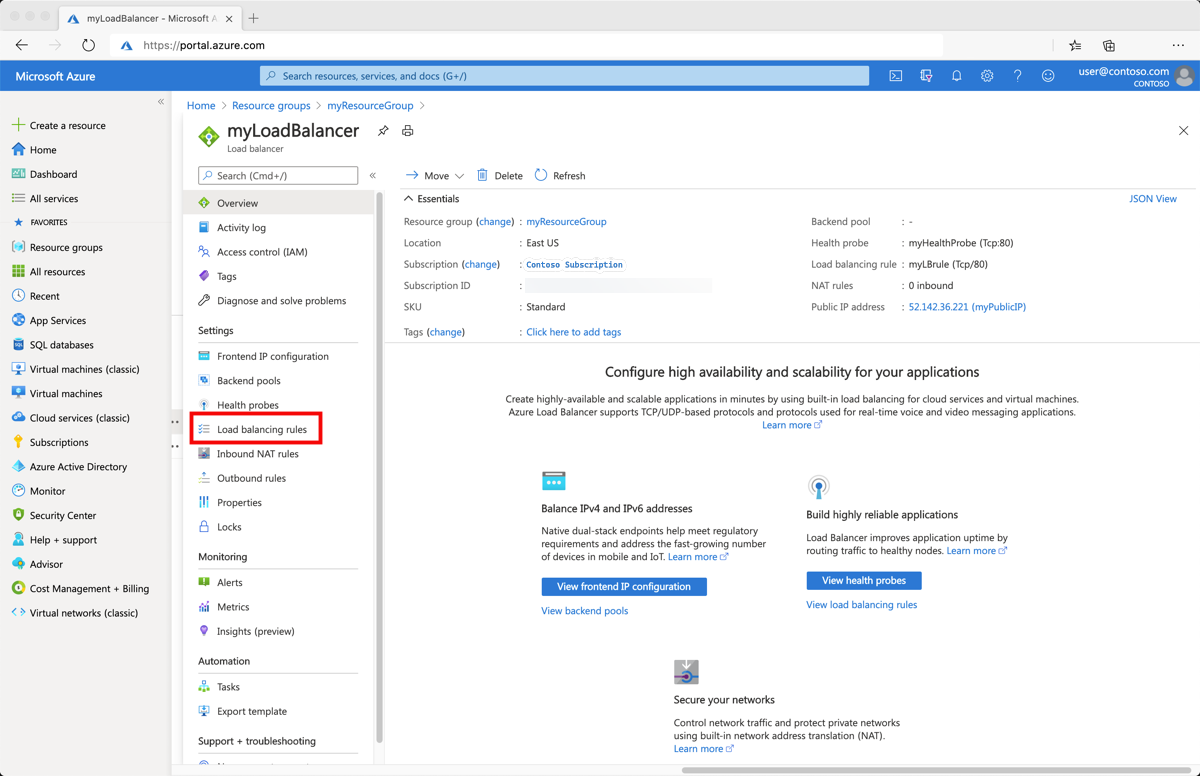 myLoadBalancer - Microsoft A
https://portal.azure.com
Microsoft Azure
Search resources, services, and docs (G+/)
user@contoso.com
CONTOSO
Create a resource
Home
Dashboard
All services
FAVORITES
Resource groups
All resources
Recent
App Services
SQL databases
Virtual machines (classic)
Virtual machines
Cloud services (classic)
Subscriptions
Azure Active Directory
Monitor
Security Center
Help + support
Advisor
Cost Management + Billing
Virtual networks (classic)
Home > Resource groups > myResourceGroup >
myLoadBalancer
Load balancer
Search (Cmd+/)
Overview
Activity log
Access control (IAM)
Tags
Diagnose and solve problems
Settings
Frontend IP configuration
Backend pools
Health probes
Load balancing rules
Inbound NAT rules
Outbound rules
Properties
Locks
Monitoring
Alerts
Metrics
Insights (preview)
Automation
Tasks
Export template
Support + troubleshooting
Move Delete Refresh
Essentials
JSON View
Resource group (change) : myResourceGroup
Location : East US
Subscription (change) : Contoso Subscription
Subscription ID :
SKU : Standard
Tags (change) : Click here to add tags
Backend pool : -
Health probe : myHealthProbe (Tcp:80)
Load balancing rule : myLBrule (Tcp/80)
NAT rules : 0 inbound
Public IP address : 52.142.36.221 (myPublicIP)
Configure high availability and scalability for your applications
Create highly-available and scalable applications in minutes by using built-in load balancing for cloud services and virtual machines.
Azure Load Balancer supports TCP/UDP-based protocols and protocols used for real-time voice and video messaging applications.
Learn more
Balance IPv4 and IPv6 addresses
Native dual-stack endpoints help meet regulatory
requirements and address the fast-growing number
of devices in mobile and IoT. Learn more
View frontend IP configuration
View backend pools
Build highly reliable applications
Load Balancer improves application uptime by
routing traffic to healthy nodes. Learn more
View health probes
View load balancing rules
Secure your networks
Control network traffic and protect private networks
using built-in network address translation (NAT).
Learn more